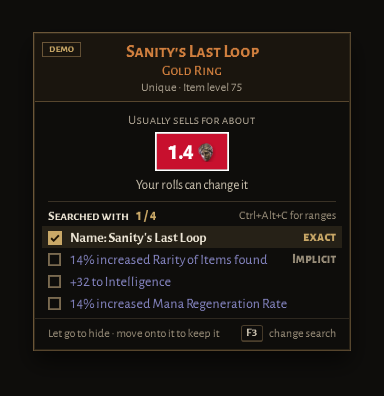 DEMO
Sanity's Last Loop
Gold Ring
Unique · Item level 75
Usually sells for about
1.4
Your rolls can change it
Searched with 1/4 Ctrl+Alt+C for ranges
Name: Sanity's Last Loop EXACT
14% increased Rarity of Items found Implicit
+32 to Intelligence
14% increased Mana Regeneration Rate
Let go to hide · move onto it to keep it F3 change search